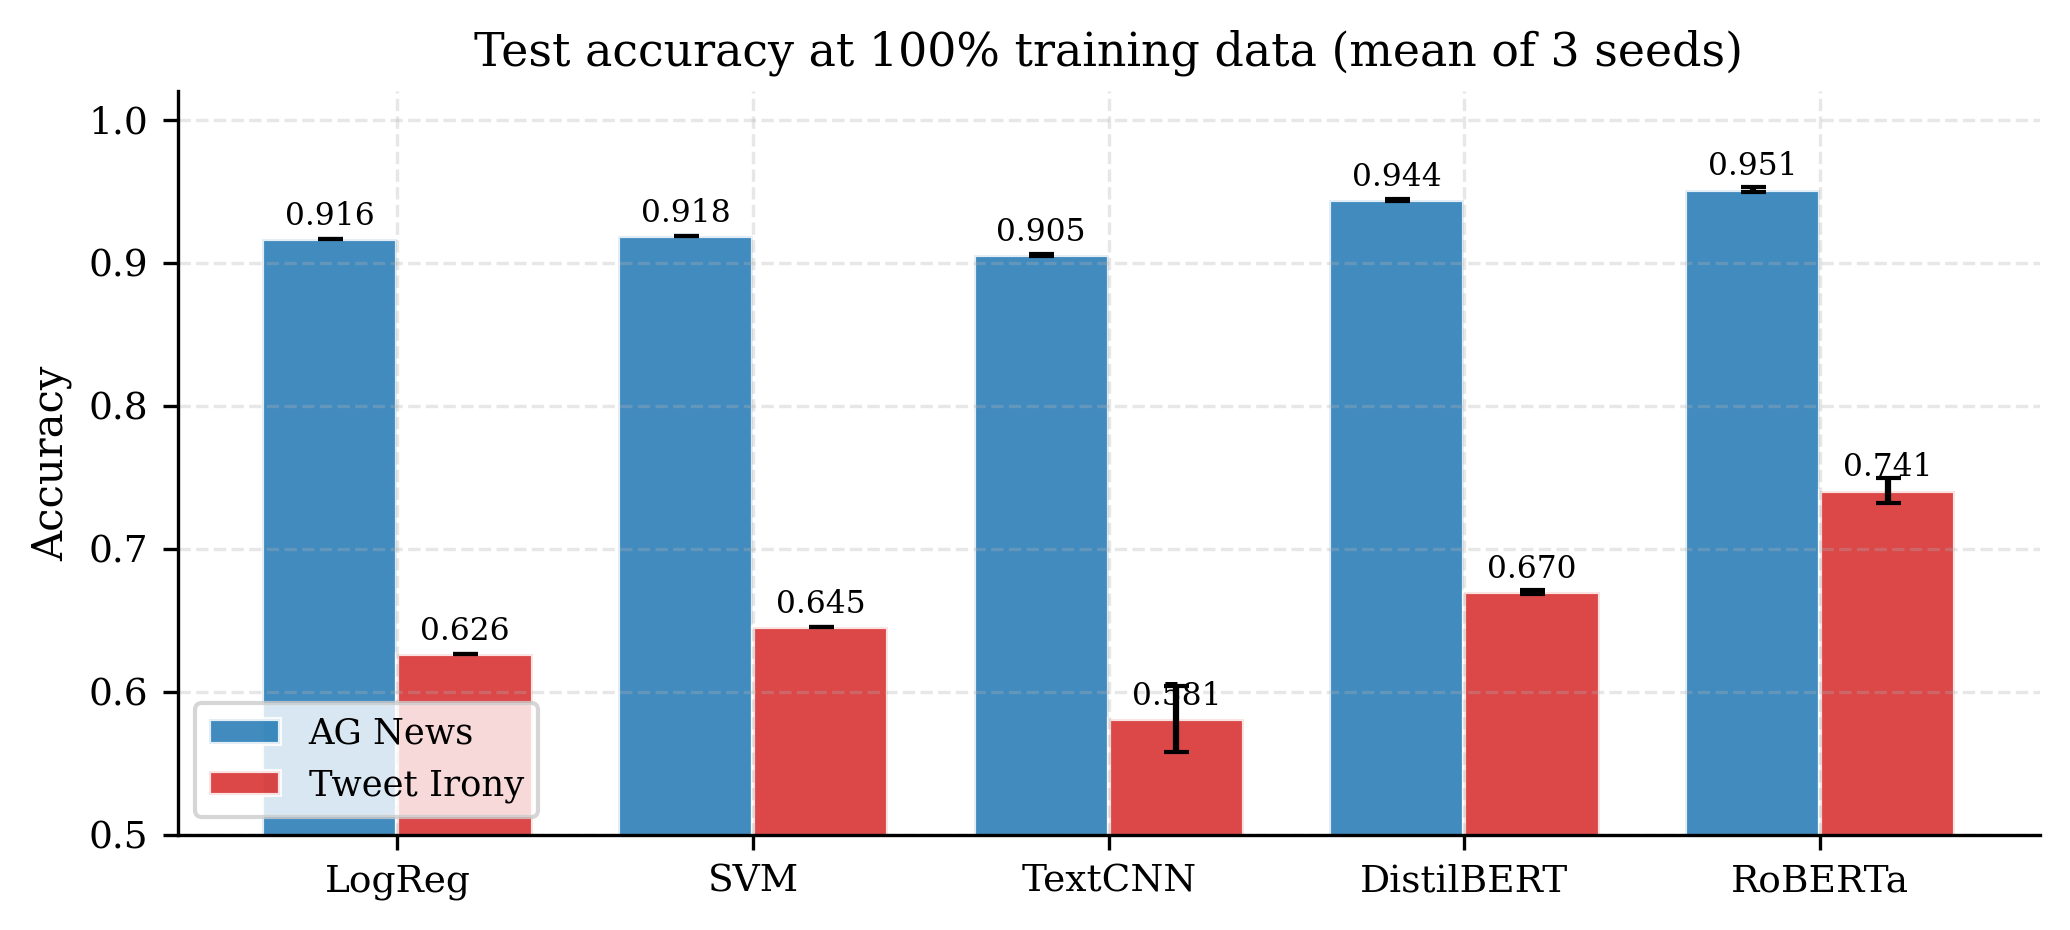 Test accuracy at 100% training data (mean of 3 seeds)
Accuracy
1.0
0.9
0.8
0.7
0.6
0.5
0.916
0.626
0.918
0.645
0.905
0.581
0.944
0.670
0.951
0.741
AG News
Tweet Irony
LogReg
SVM
TextCNN
DistilBERT
RoBERTa